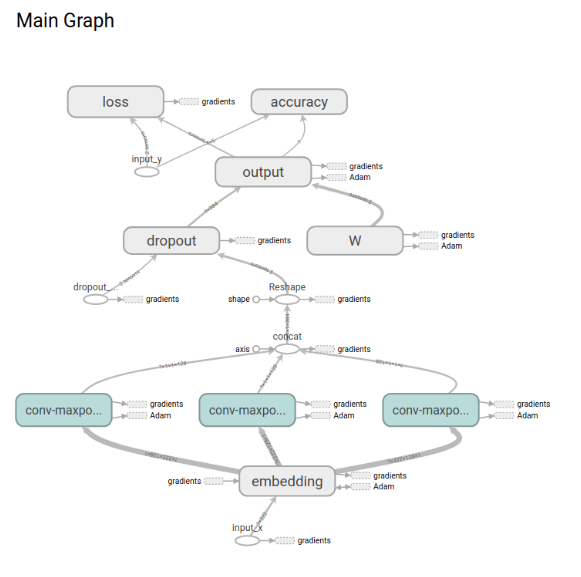 Main Graph
loss
gradients
accuracy
input_y
output
gradients
Adam
dropout
gradients
W
gradients
Adam
dropout_...
gradients
shape
Reshape
gradients
concat
axis
gradients
conv-maxpo...
gradients
Adam
conv-maxpo...
gradients
Adam
conv-maxpo...
gradients
Adam
gradients
embedding
gradients
Adam
input_x
gradients